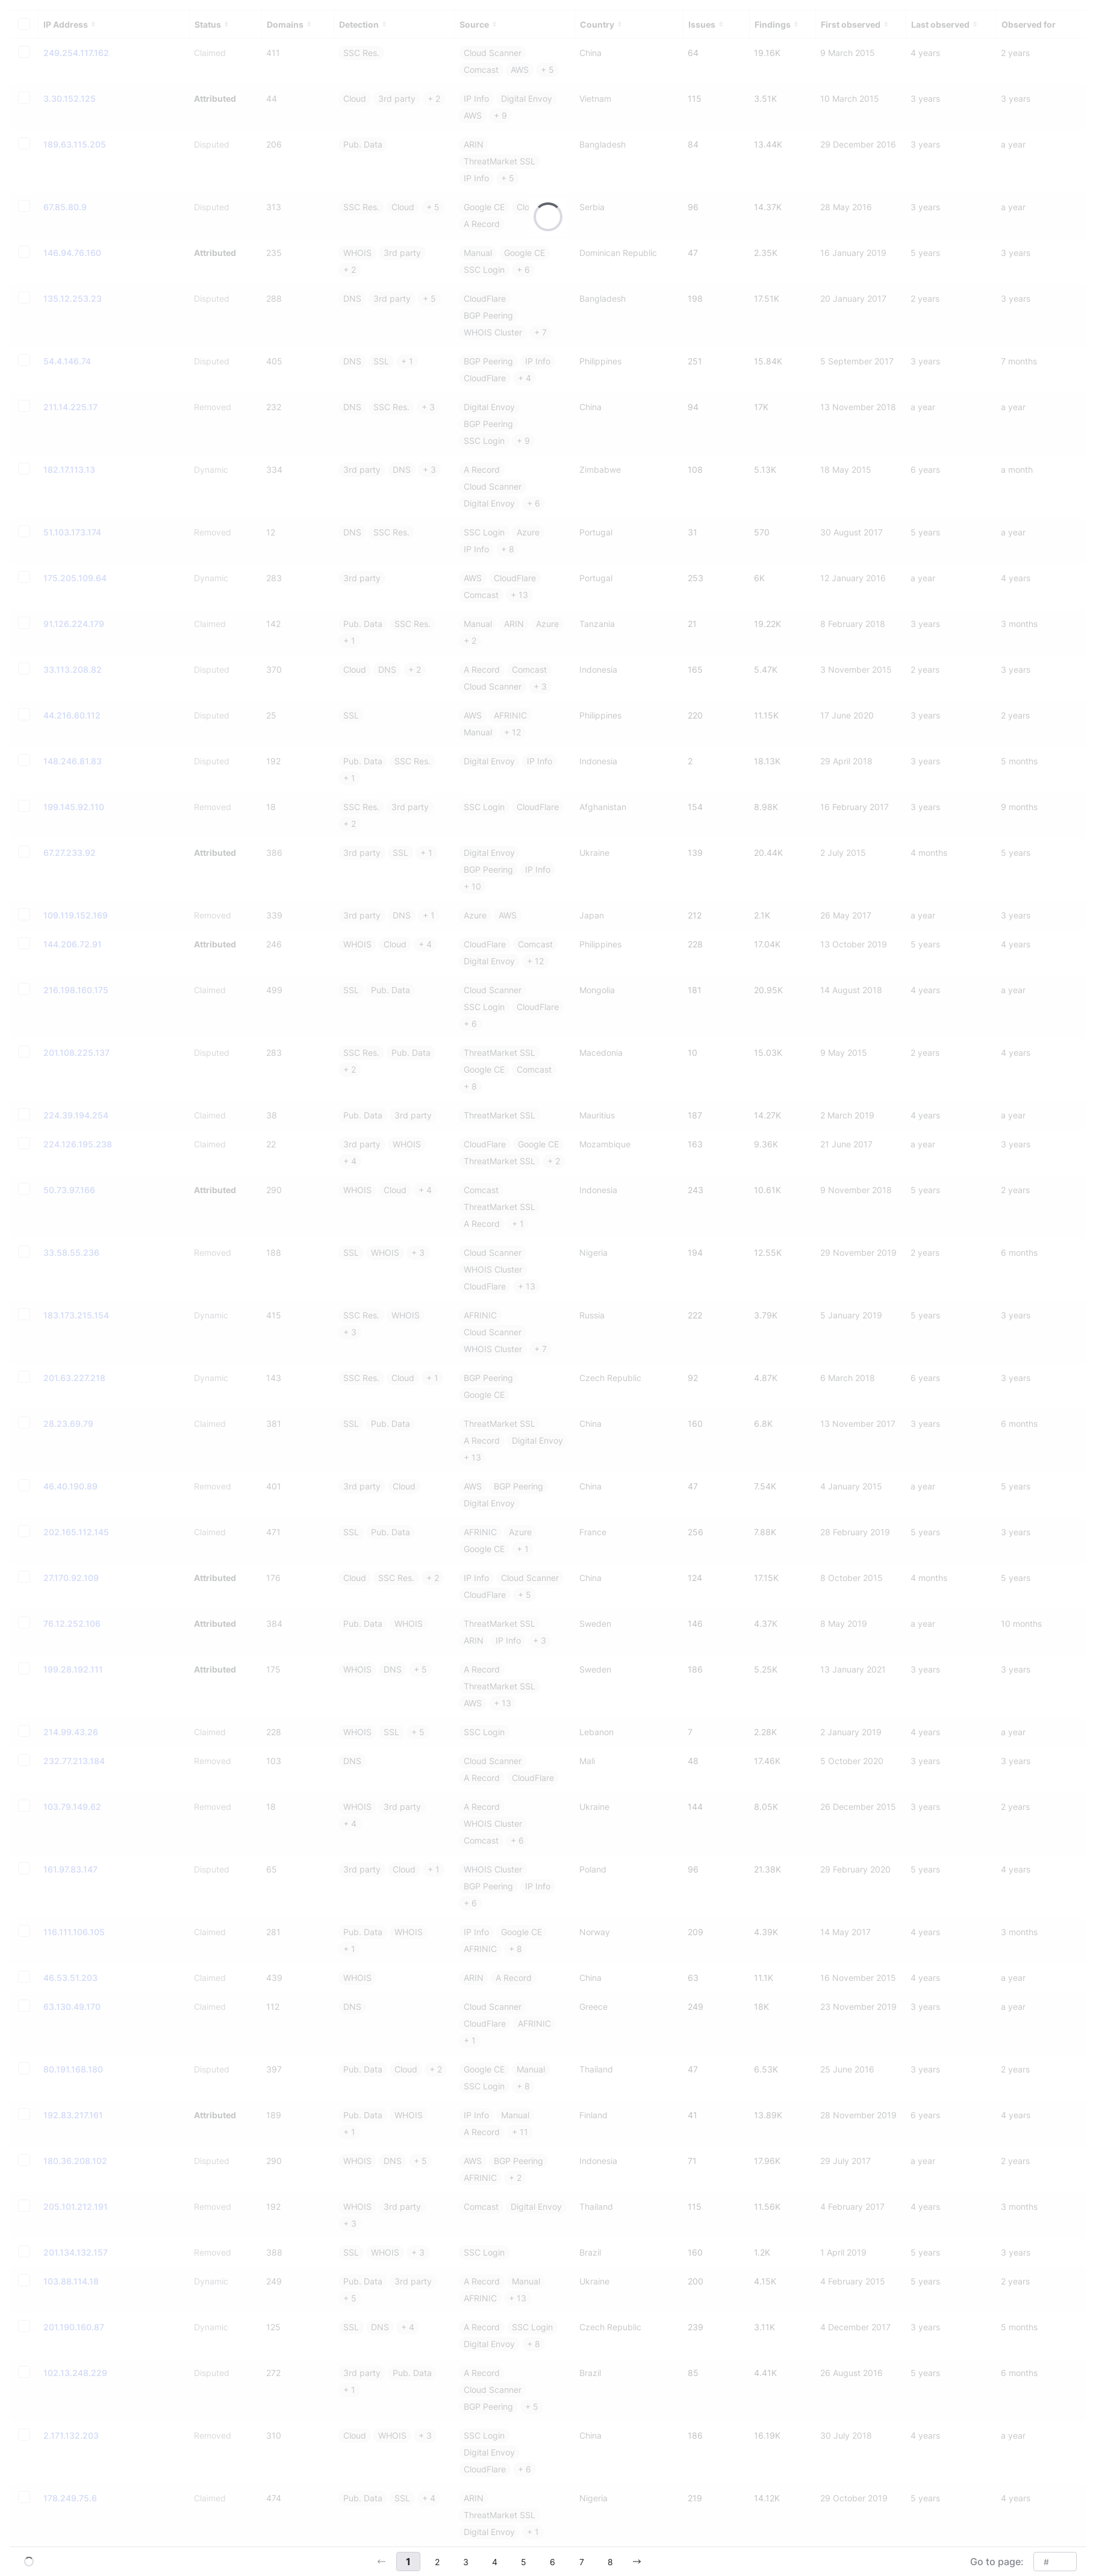 IP Address Status Domains Detection Source Country Issues Findings First observed Last observed Observed for
249.254.117.162 Claimed 411 SSC Res. Cloud Scanner China 64 19.16K 9 March 2015 4 years 2 years
Comcast AWS + 5
3.30.152.125 Attributed 44 Cloud 3rd party + 2 IP Info Digital Envoy Vietnam 115 3.51K 10 March 2015 3 years 3 years
AWS + 9
189.63.115.205 Disputed 206 Pub. Data ARIN Bangladesh 84 13.44K 29 December 2016 3 years a year
ThreatMarket SSL
IP Info + 5
67.85.80.9 Disputed 313 SSC Res. Cloud + 5 Google CE Clo Serbia 96 14.37K 28 May 2016 3 years a year
A Record
146.94.76.160 Attributed 235 WHOIS 3rd party Manual Google CE Dominican Republic 47 2.35K 16 January 2019 5 years 3 years
+ 2 SSC Login + 6
135.12.253.23 Disputed 288 DNS 3rd party + 5 CloudFlare Bangladesh 198 17.51K 20 January 2017 2 years 3 years
BGP Peering
WHOIS Cluster + 7
54.4.146.74 Disputed 405 DNS SSL + 1 BGP Peering IP Info Philippines 251 15.84K 5 September 2017 3 years 7 months
CloudFlare + 4
211.14.225.17 Removed 232 DNS SSC Res. + 3 Digital Envoy China 94 17K 13 November 2018 a year a year
BGP Peering
SSC Login + 9
182.17.113.13 Dynamic 334 3rd party DNS + 3 A Record Zimbabwe 108 5.13K 18 May 2015 6 years a month
Cloud Scanner
Digital Envoy + 6
51.103.173.174 Removed 12 DNS SSC Res. SSC Login Azure Portugal 31 570 30 August 2017 5 years a year
IP Info + 8
175.205.109.64 Dynamic 283 3rd party AWS CloudFlare Portugal 253 6K 12 January 2016 a year 4 years
Comcast + 13
91.126.224.179 Claimed 142 Pub. Data SSC Res. Manual ARIN Azure Tanzania 21 19.22K 8 February 2018 3 years 3 months
+ 1 + 2
33.113.208.82 Disputed 370 Cloud DNS + 2 A Record Comcast Indonesia 165 5.47K 3 November 2015 2 years 3 years
Cloud Scanner + 3
44.216.60.112 Disputed 25 SSL AWS AFRINIC Philippines 220 11.15K 17 June 2020 3 years 2 years
Manual + 12
148.246.81.83 Disputed 192 Pub. Data SSC Res. Digital Envoy IP Info Indonesia 2 18.13K 29 April 2018 3 years 5 months
+ 1
199.145.92.110 Removed 18 SSC Res. 3rd party SSC Login CloudFlare Afghanistan 154 8.98K 16 February 2017 3 years 9 months
+ 2
67.27.233.92 Attributed 386 3rd party SSL + 1 Digital Envoy Ukraine 139 20.44K 2 July 2015 4 months 5 years
BGP Peering IP Info
+ 10
109.119.152.169 Removed 339 3rd party DNS + 1 Azure AWS Japan 212 2.1K 26 May 2017 a year 3 years
144.206.72.91 Attributed 246 WHOIS Cloud + 4 CloudFlare Comcast Philippines 228 17.04K 13 October 2019 5 years 4 years
Digital Envoy + 12
216.198.160.175 Claimed 499 SSL Pub. Data Cloud Scanner Mongolia 181 20.95K 14 August 2018 4 years a year
SSC Login CloudFlare
+ 6
201.108.225.137 Disputed 283 SSC Res. Pub. Data ThreatMarket SSL Macedonia 10 15.03K 9 May 2015 2 years 4 years
+ 2 Google CE Comcast
+ 8
224.39.194.254 Claimed 38 Pub. Data 3rd party ThreatMarket SSL Mauritius 187 14.27K 2 March 2019 4 years a year
224.126.195.238 Claimed 22 3rd party WHOIS CloudFlare Google CE Mozambique 163 9.36K 21 June 2017 a year 3 years
+ 4 ThreatMarket SSL + 2
50.73.97.166 Attributed 290 WHOIS Cloud + 4 Comcast Indonesia 243 10.61K 9 November 2018 5 years 2 years
ThreatMarket SSL
A Record + 1
33.58.55.236 Removed 188 SSL WHOIS + 3 Cloud Scanner Nigeria 194 12.55K 29 November 2019 2 years 6 months
WHOIS Cluster
CloudFlare + 13
183.173.215.154 Dynamic 415 SSC Res. WHOIS AFRINIC Russia 222 3.79K 5 January 2019 5 years 3 years
+ 3 Cloud Scanner
WHOIS Cluster + 7
201.63.227.218 Dynamic 143 SSC Res. Cloud + 1 BGP Peering Czech Republic 92 4.87K 6 March 2018 6 years 3 years
Google CE
28.23.69.79 Claimed 381 SSL Pub. Data ThreatMarket SSL China 160 6.8K 13 November 2017 3 years 6 months
A Record Digital Envoy
+ 13
46.40.190.89 Removed 401 3rd party Cloud AWS BGP Peering China 47 7.54K 4 January 2015 a year 5 years
Digital Envoy
202.165.112.145 Claimed 471 SSL Pub. Data AFRINIC Azure France 256 7.88K 28 February 2019 5 years 3 years
Google CE + 1
27.170.92.109 Attributed 176 Cloud SSC Res. + 2 IP Info Cloud Scanner China 124 17.15K 8 October 2015 4 months 5 years
CloudFlare + 5
76.12.252.106 Attributed 384 Pub. Data WHOIS ThreatMarket SSL Sweden 146 4.37K 8 May 2019 a year 10 months
ARIN IP Info + 3
199.28.192.111 Attributed 175 WHOIS DNS + 5 A Record Sweden 186 5.25K 13 January 2021 3 years 3 years
ThreatMarket SSL
AWS + 13
214.99.43.26 Claimed 228 WHOIS SSL + 5 SSC Login Lebanon 7 2.28K 2 January 2019 4 years a year
232.77.213.184 Removed 103 DNS Cloud Scanner Mali 48 17.46K 5 October 2020 3 years 3 years
A Record CloudFlare
103.79.149.62 Removed 18 WHOIS 3rd party A Record Ukraine 144 8.05K 26 December 2015 3 years 2 years
+ 4 WHOIS Cluster
Comcast + 6
161.97.83.147 Disputed 65 3rd party Cloud + 1 WHOIS Cluster Poland 96 21.38K 29 February 2020 5 years 4 years
BGP Peering IP Info
+ 6
116.111.106.105 Claimed 281 Pub. Data WHOIS IP Info Google CE Norway 209 4.39K 14 May 2017 4 years 3 months
+ 1 AFRINIC + 8
46.53.51.203 Claimed 439 WHOIS ARIN A Record China 63 11.1K 16 November 2015 4 years a year
63.130.49.170 Claimed 112 DNS Cloud Scanner Greece 249 18K 23 November 2019 3 years a year
CloudFlare AFRINIC
+ 1
80.191.168.180 Disputed 397 Pub. Data Cloud + 2 Google CE Manual Thailand 47 6.53K 25 June 2016 3 years 2 years
SSC Login + 8
192.83.217.161 Attributed 189 Pub. Data WHOIS IP Info Manual Finland 41 13.89K 28 November 2019 6 years 4 years
+ 1 A Record + 11
180.36.208.102 Disputed 290 WHOIS DNS + 5 AWS BGP Peering Indonesia 71 17.96K 29 July 2017 a year 2 years
AFRINIC + 2
205.101.212.191 Removed 192 WHOIS 3rd party Comcast Digital Envoy Thailand 115 11.56K 4 February 2017 4 years 3 months
+ 3
201.134.132.157 Removed 388 SSL WHOIS + 3 SSC Login Brazil 160 1.2K 1 April 2019 5 years 3 years
103.88.114.18 Dynamic 249 Pub. Data 3rd party A Record Manual Ukraine 200 4.15K 4 February 2015 5 years 2 years
+ 5 AFRINIC + 13
201.190.160.87 Dynamic 125 SSL DNS + 4 A Record SSC Login Czech Republic 239 3.11K 4 December 2017 3 years 5 months
Digital Envoy + 8
102.13.248.229 Disputed 272 3rd party Pub. Data A Record Brazil 85 4.41K 26 August 2016 5 years 6 months
+ 1 Cloud Scanner
BGP Peering + 5
2.171.132.203 Removed 310 Cloud WHOIS + 3 SSC Login China 186 16.19K 30 July 2018 4 years a year
Digital Envoy
CloudFlare + 6
178.249.75.6 Claimed 474 Pub. Data SSL + 4 ARIN Nigeria 219 14.12K 29 October 2019 5 years 4 years
ThreatMarket SSL
Digital Envoy + 1
← 1 2 3 4 5 6 7 8 → Go to page: #